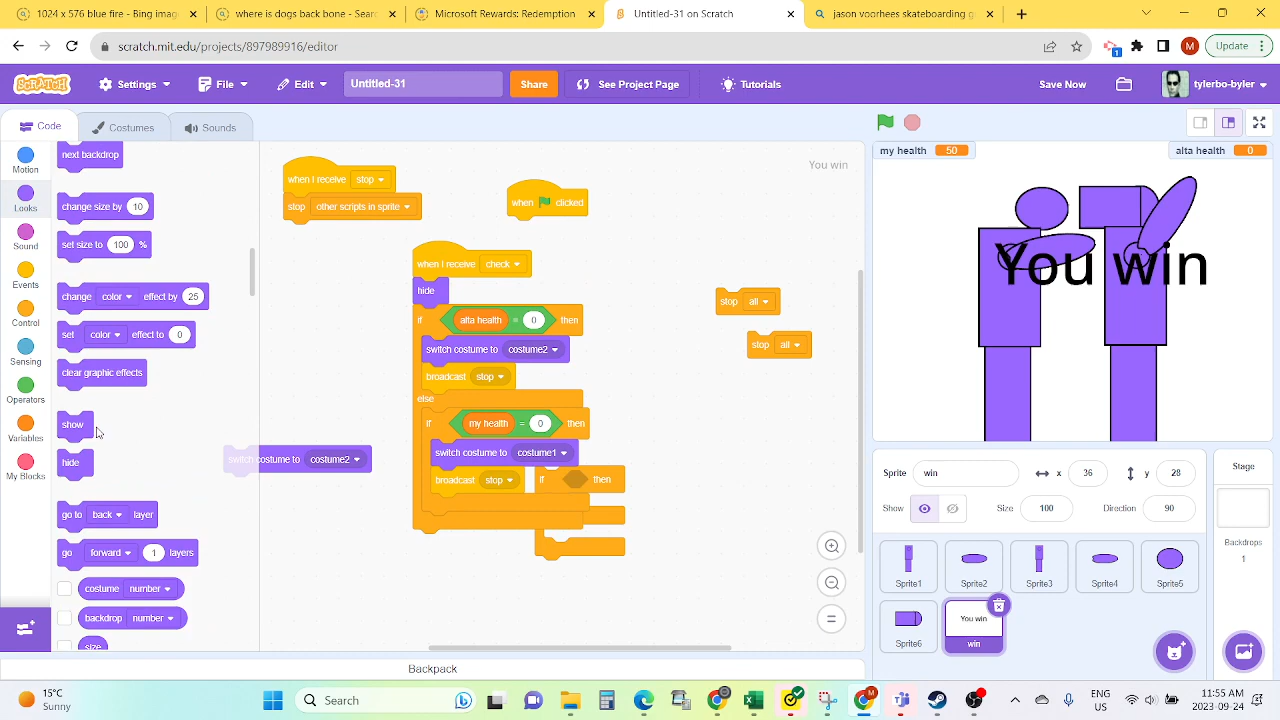 1024 x 576 blue fire - Bing imag
where is dogs back bone - Searc
Microsoft Rewards: Redemption
Untitled-31 on Scratch
jason voorhees skateboarding g
scratch.mit.edu/projects/897989916/editor
1
M
Update
SCRATCH
Settings
File
Edit
Untitled-31
Share
See Project Page
Tutorials
Save Now
tylerbo-byler
Code
Costumes
Sounds
Motion
Looks
Sound
Events
Control
Sensing
Operators
Variables
My Blocks
next backdrop
change size by 10
set size to 100 %
change color effect by 25
set color effect to 0
clear graphic effects
show
hide
go to back layer
go forward 1 layers
costume number
backdrop number
size
when I receive stop
stop other scripts in sprite
when clicked
You win
when I receive check
hide
if alta health = 0 then
switch costume to costume2
broadcast stop
else
if my health = 0 then
switch costume to costume1
broadcast stop
if then
switch costume to costume2
stop all
stop all
Backpack
my health 50
alta health 0
You win
Sprite win
x 36
y 28
Show
Size 100
Direction 90
Sprite1
Sprite2
Sprite3
Sprite4
Sprite5
Sprite6
You win
win
Stage
Backdrops
1
15°C
Sunny
Search
ENG
US
11:55 AM
2023-09-24